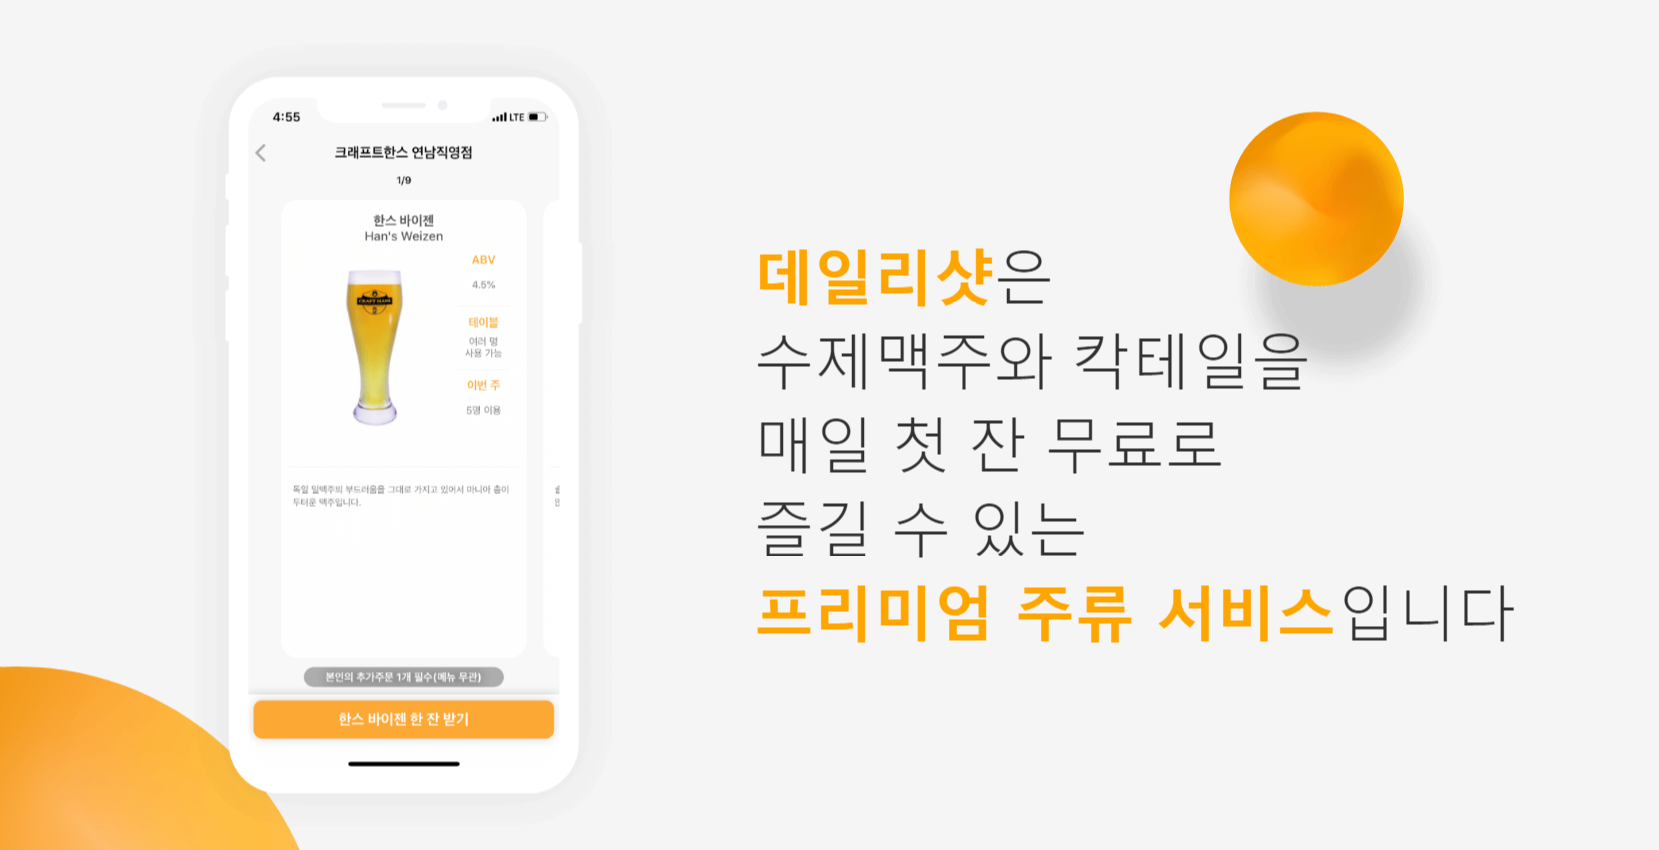 4:55
LTE
크래프트한스 연남직영점
1/9
한스 바이젠
Han's Weizen
ABV
4.5%
CRAFT HANS
테이블
여러 명
사용 가능
이번 주
5명 이용
독일 밀맥주의 부드러움을 그대로 가지고 있어서 마니아 층이
두터운 맥주입니다.
본인의 추가주문 1개 필수(메뉴 무관)
한스 바이젠 한 잔 받기
데일리샷은
수제맥주와 칵테일을
매일 첫 잔 무료로
즐길 수 있는
프리미엄 주류 서비스입니다